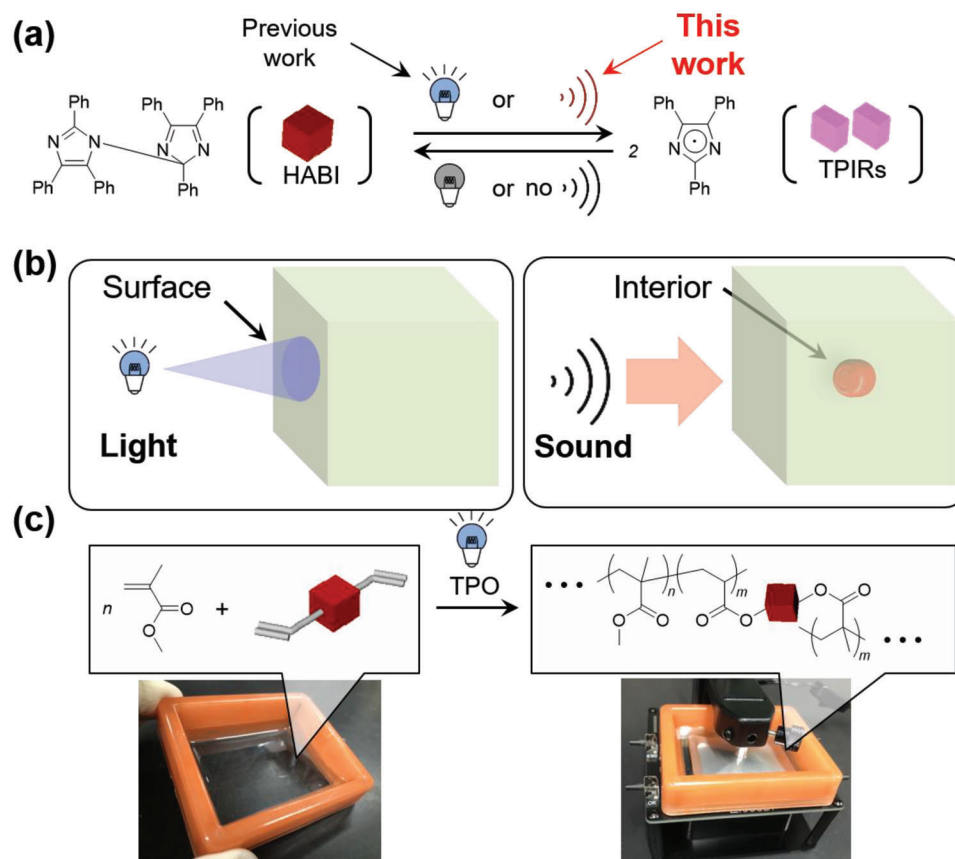 (a)
Previous
work
This
work
or
Ph
Ph
Ph
Ph
N
N
N
N
Ph
Ph
HABI
or no
2
Ph
Ph
N
N
Ph
TPIRs
(b)
Surface
Light
Interior
Sound
(c)
n
O
O
+
TPO
n
m
O
O
O
O
O
O
m